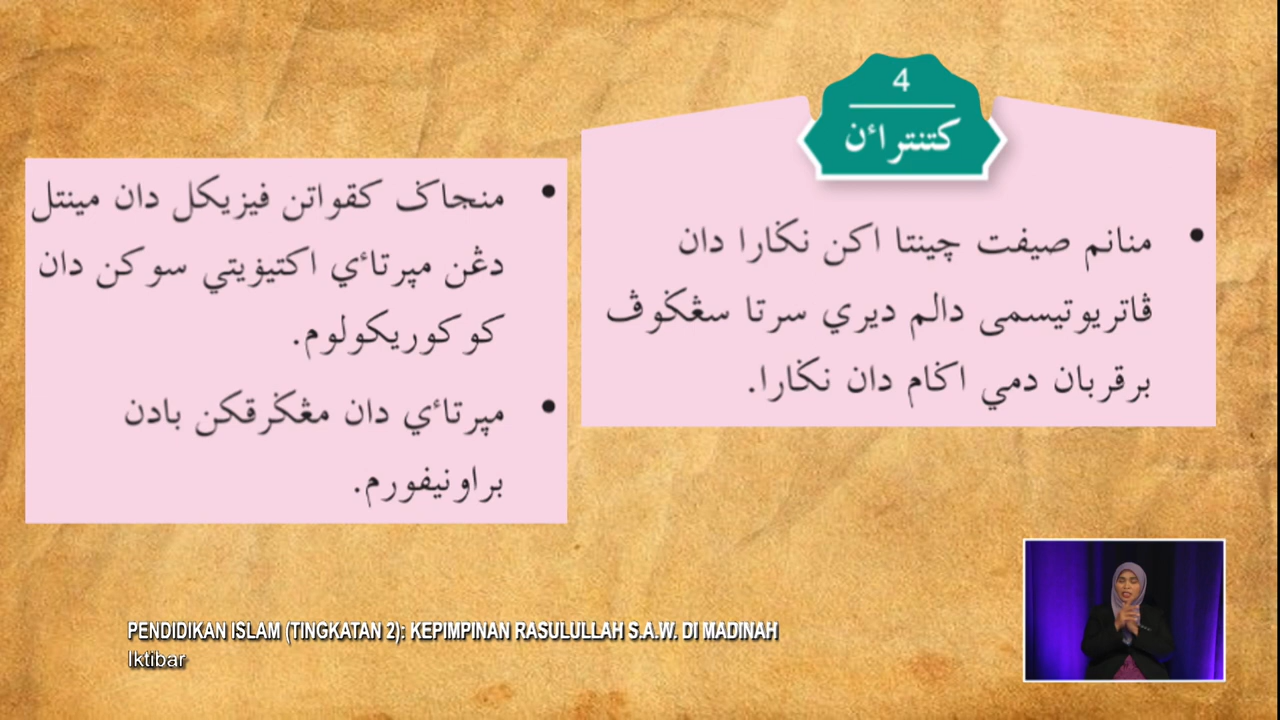 4
کتنتراءن
• منانم صيفت چينتا اکن نݢارا دان
ڤاتريوتيسمى دالم ديري سرتا سڠݢوڤ
برقربان دمي اݢام دان نݢارا.
• منجاݢ کقواتن فيزيکل دان مينتل
دڠن مڽرتاءي اکتيۏيتي سوکن دان
کوکوريکولوم.
• مڽرتاءي دان مڠݢرقکن بادن
براونيفورم.
PENDIDIKAN ISLAM (TINGKATAN 2): KEPIMPINAN RASULULLAH S.A.W. DI MADINAH
Iktibar